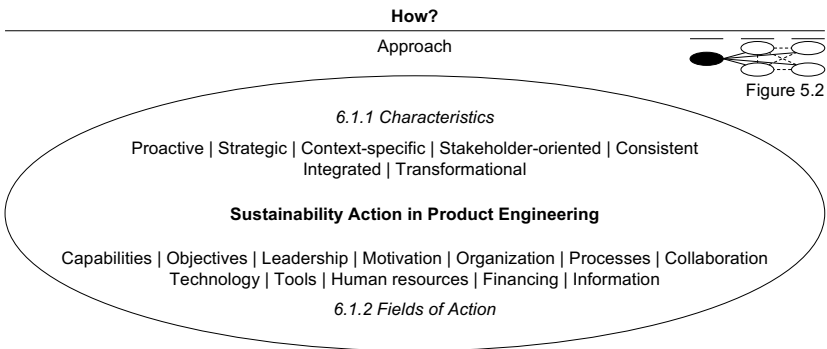 How?
Approach
Figure 5.2
6.1.1 Characteristics
Proactive | Strategic | Context-specific | Stakeholder-oriented | Consistent
Integrated | Transformational
Sustainability Action in Product Engineering
Capabilities | Objectives | Leadership | Motivation | Organization | Processes | Collaboration
Technology | Tools | Human resources | Financing | Information
6.1.2 Fields of Action